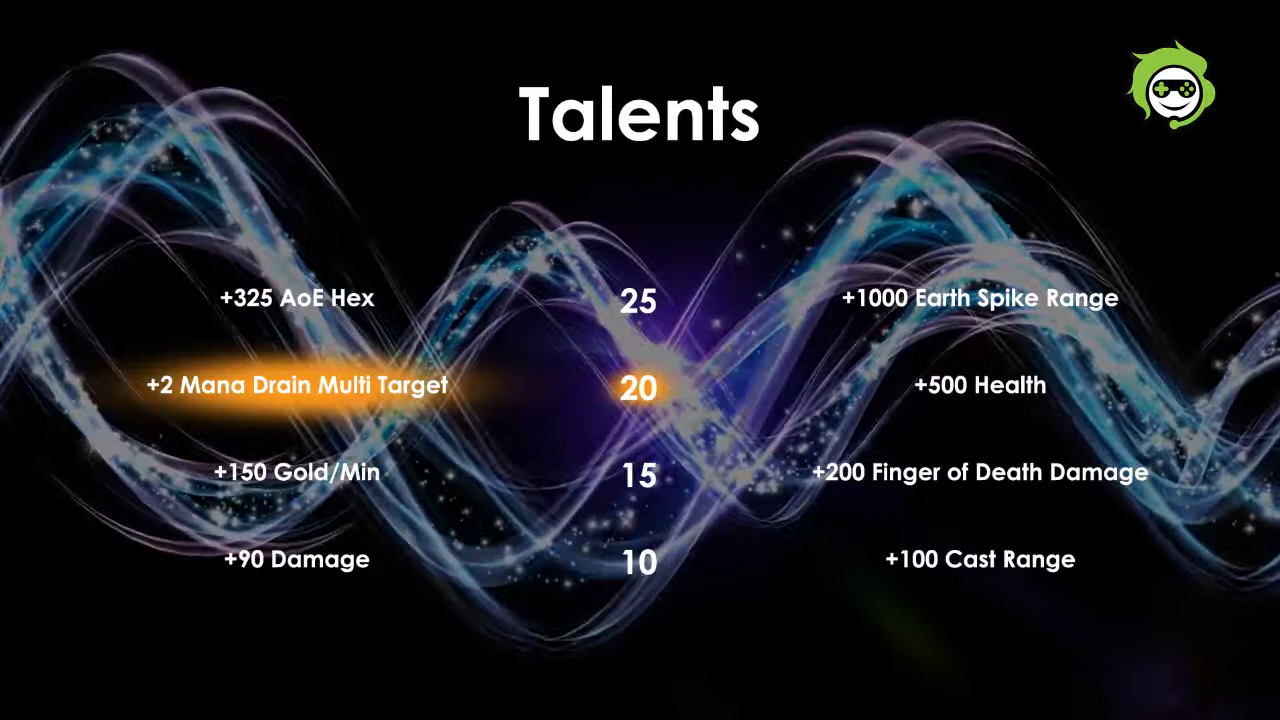 Talents
+325 AoE Hex 25 +1000 Earth Spike Range
+2 Mana Drain Multi Target 20 +500 Health
+150 Gold/Min 15 +200 Finger of Death Damage
+90 Damage 10 +100 Cast Range